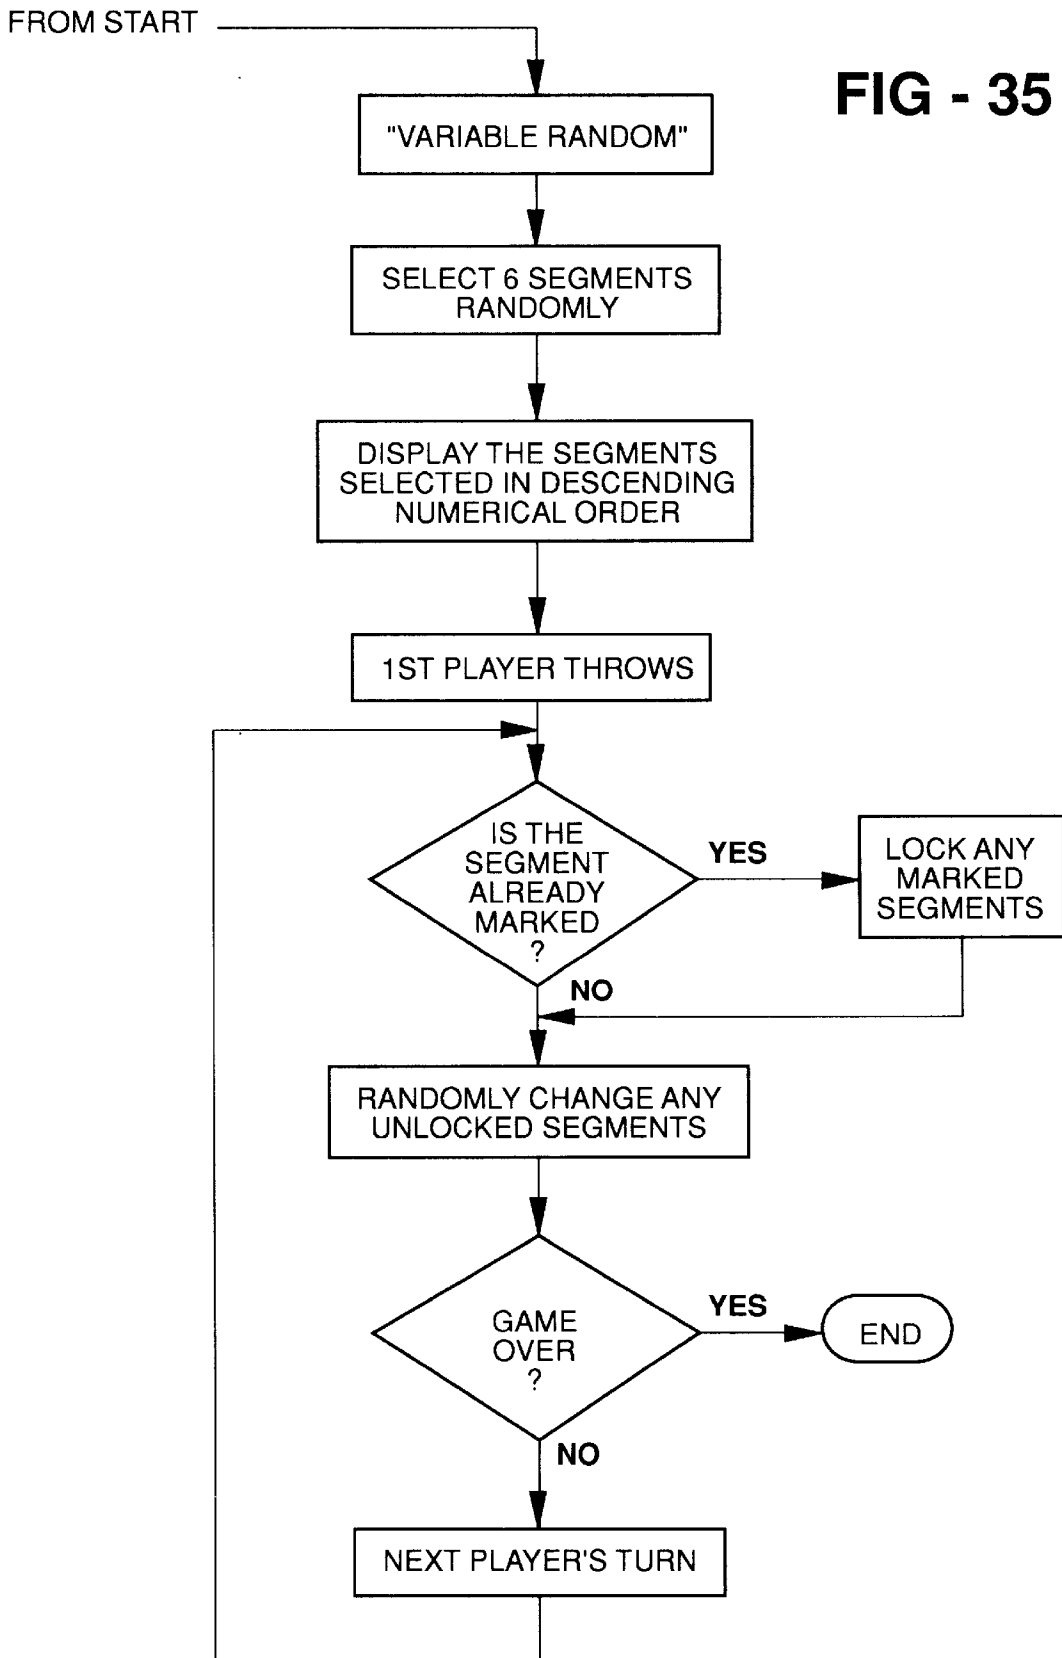 FROM START
FIG - 35
"VARIABLE RANDOM"
SELECT 6 SEGMENTS
RANDOMLY
DISPLAY THE SEGMENTS
SELECTED IN DESCENDING
NUMERICAL ORDER
1ST PLAYER THROWS
IS THE
SEGMENT
ALREADY
MARKED
?
YES
LOCK ANY
MARKED
SEGMENTS
NO
RANDOMLY CHANGE ANY
UNLOCKED SEGMENTS
GAME
OVER
?
YES
END
NO
NEXT PLAYER'S TURN